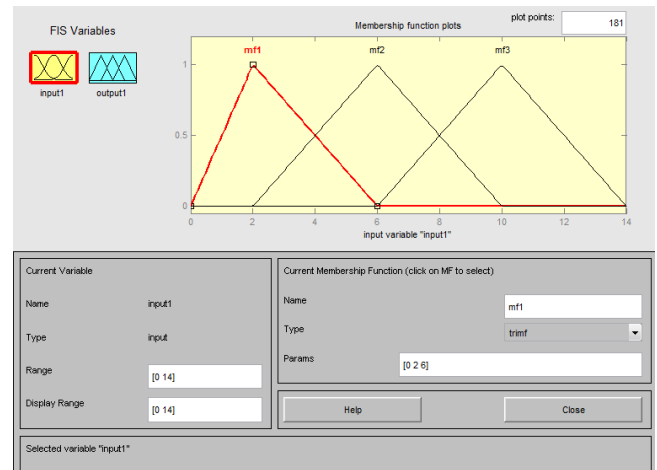 FIS Variables
Membership function plots
plot points:
181
mf1
mf2
mf3
1
0.5
0
input1
output1
0
2
4
6
8
10
12
14
input variable "input1"
Current Variable
Name
input1
Type
input
Range
[0 14]
Display Range
[0 14]
Current Membership Function (click on MF to select)
Name
mf1
Type
trimf
Params
[0 2 6]
Help
Close
Selected variable "input1"